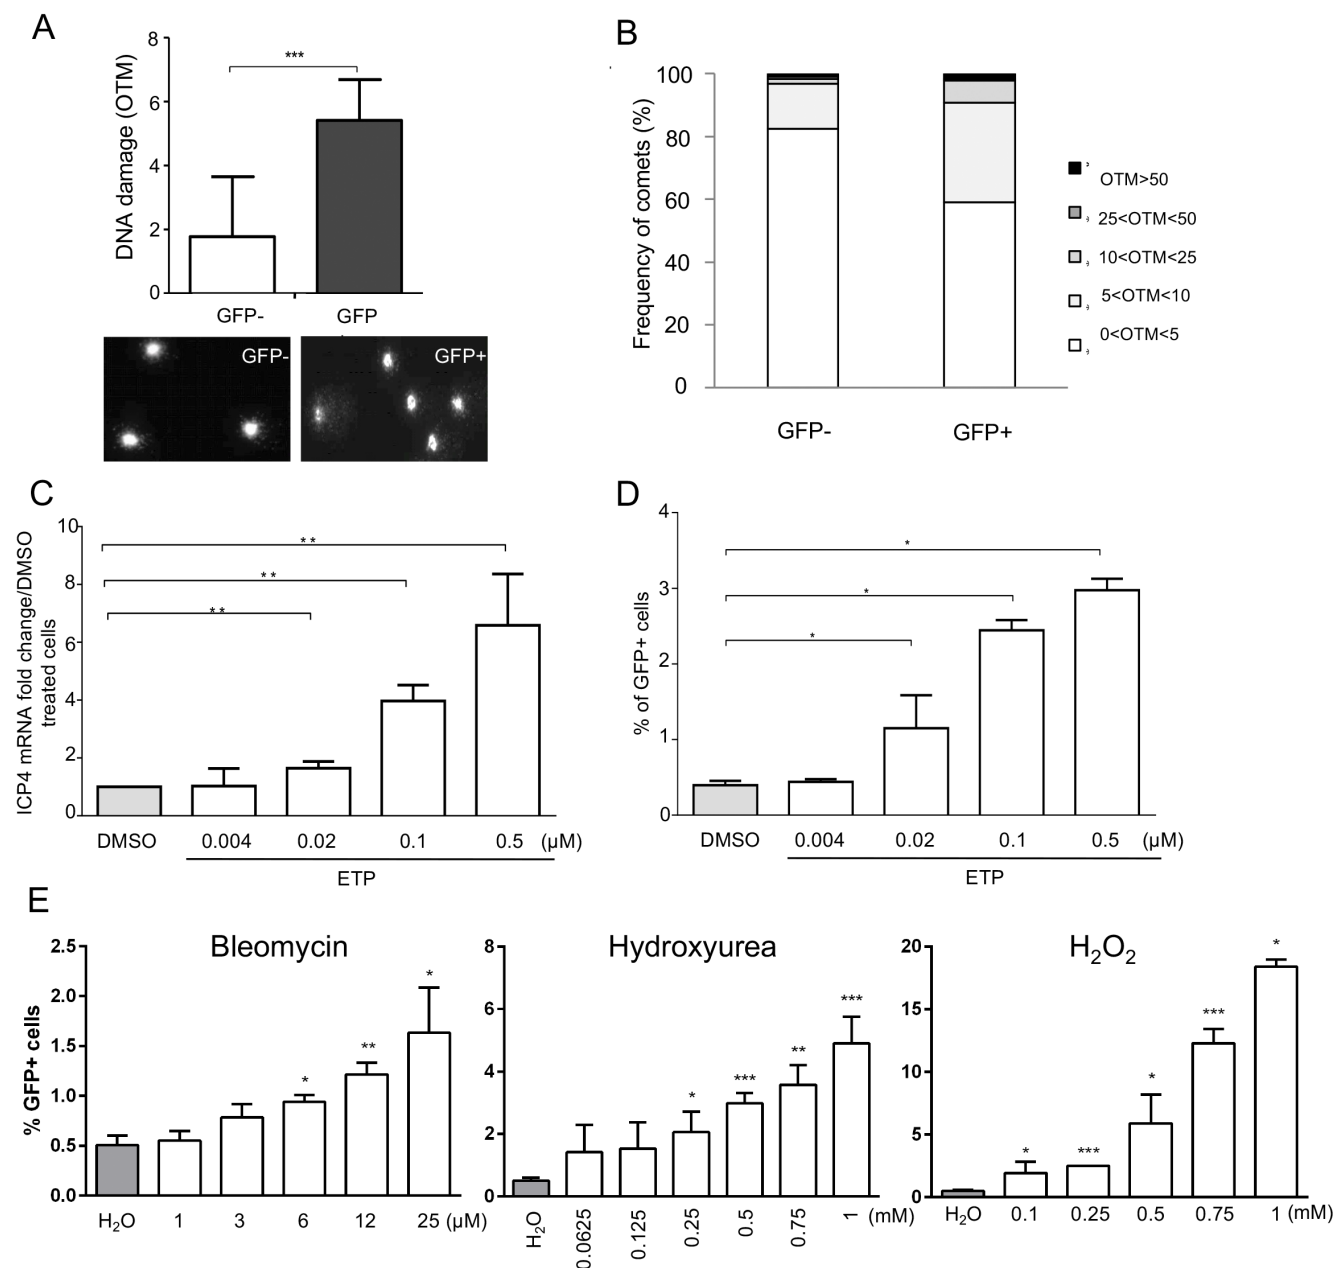 A
8
6
4
2
0
DNA damage (OTM)
***
GFP-
GFP
GFP-
GFP+
B
100
80
60
40
20
0
Frequency of comets (%)
GFP-
GFP+
OTM>50
25<OTM<50
10<OTM<25
5<OTM<10
0<OTM<5
C
10
8
6
4
2
0
ICP4 mRNA fold change/DMSO
treated cells
**
**
**
DMSO 0.004 0.02 0.1 0.5 (µM)
ETP
D
4
3
2
1
0
% of GFP+ cells
*
*
*
DMSO 0.004 0.02 0.1 0.5 (µM)
ETP
E
Bleomycin
2.5
2.0
1.5
1.0
0.5
0.0
% GFP+ cells
*
**
*
H₂O 1 3 6 12 25 (µM)
Hydroxyurea
8
6
4
2
0
*
***
**
***
H₂O 0.0625 0.125 0.25 0.5 0.75 1 (mM)
H₂O₂
20
15
10
5
0
*
***
*
***
*
H₂O 0.1 0.25 0.5 0.75 1 (mM)